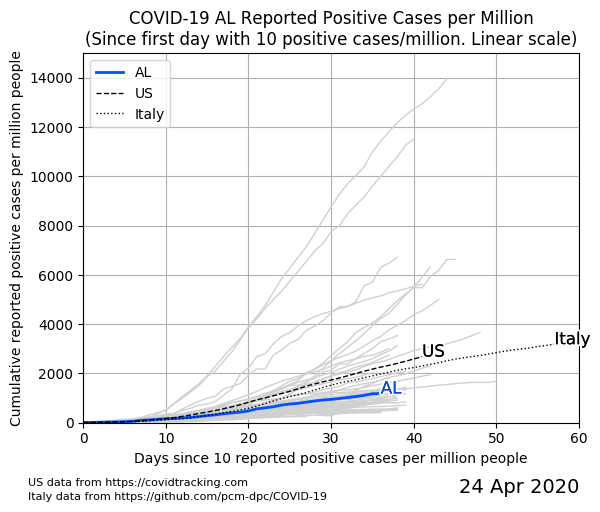 COVID-19 AL Reported Positive Cases per Million
(Since first day with 10 positive cases/million. Linear scale)
Cumulative reported positive cases per million people
14000
12000
10000
8000
6000
4000
2000
0
AL
US
Italy
Italy
US
AL
0 10 20 30 40 50 60
Days since 10 reported positive cases per million people
US data from https://covidtracking.com
Italy data from https://github.com/pcm-dpc/COVID-19
24 Apr 2020